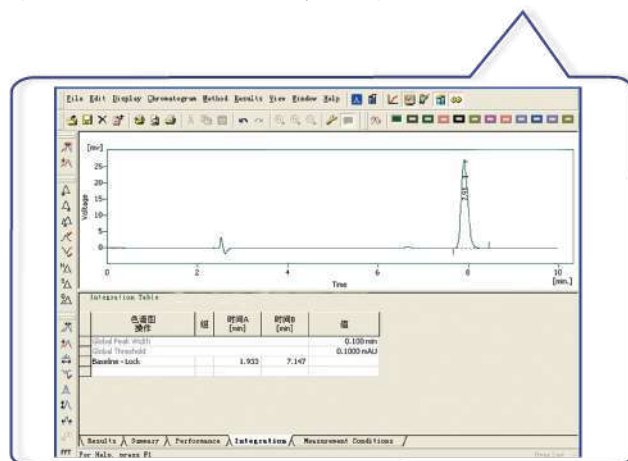 File Edit Display Chromatogram Method Results View Window Help
[mv]
25
20
15
10
5
0
Voltage
7.93 1
0 2 4 6 8 10
Time [min.]
Integration Table
色谱图 操作 组 时间A [min] 时间B [min] 值
Global Peak Width 0.100 min
Global Threshold 0.1000 mAU
Baseline - Lock 1.933 7.147
Results Summary Performance Integration Measurement Conditions
For Help, press F1